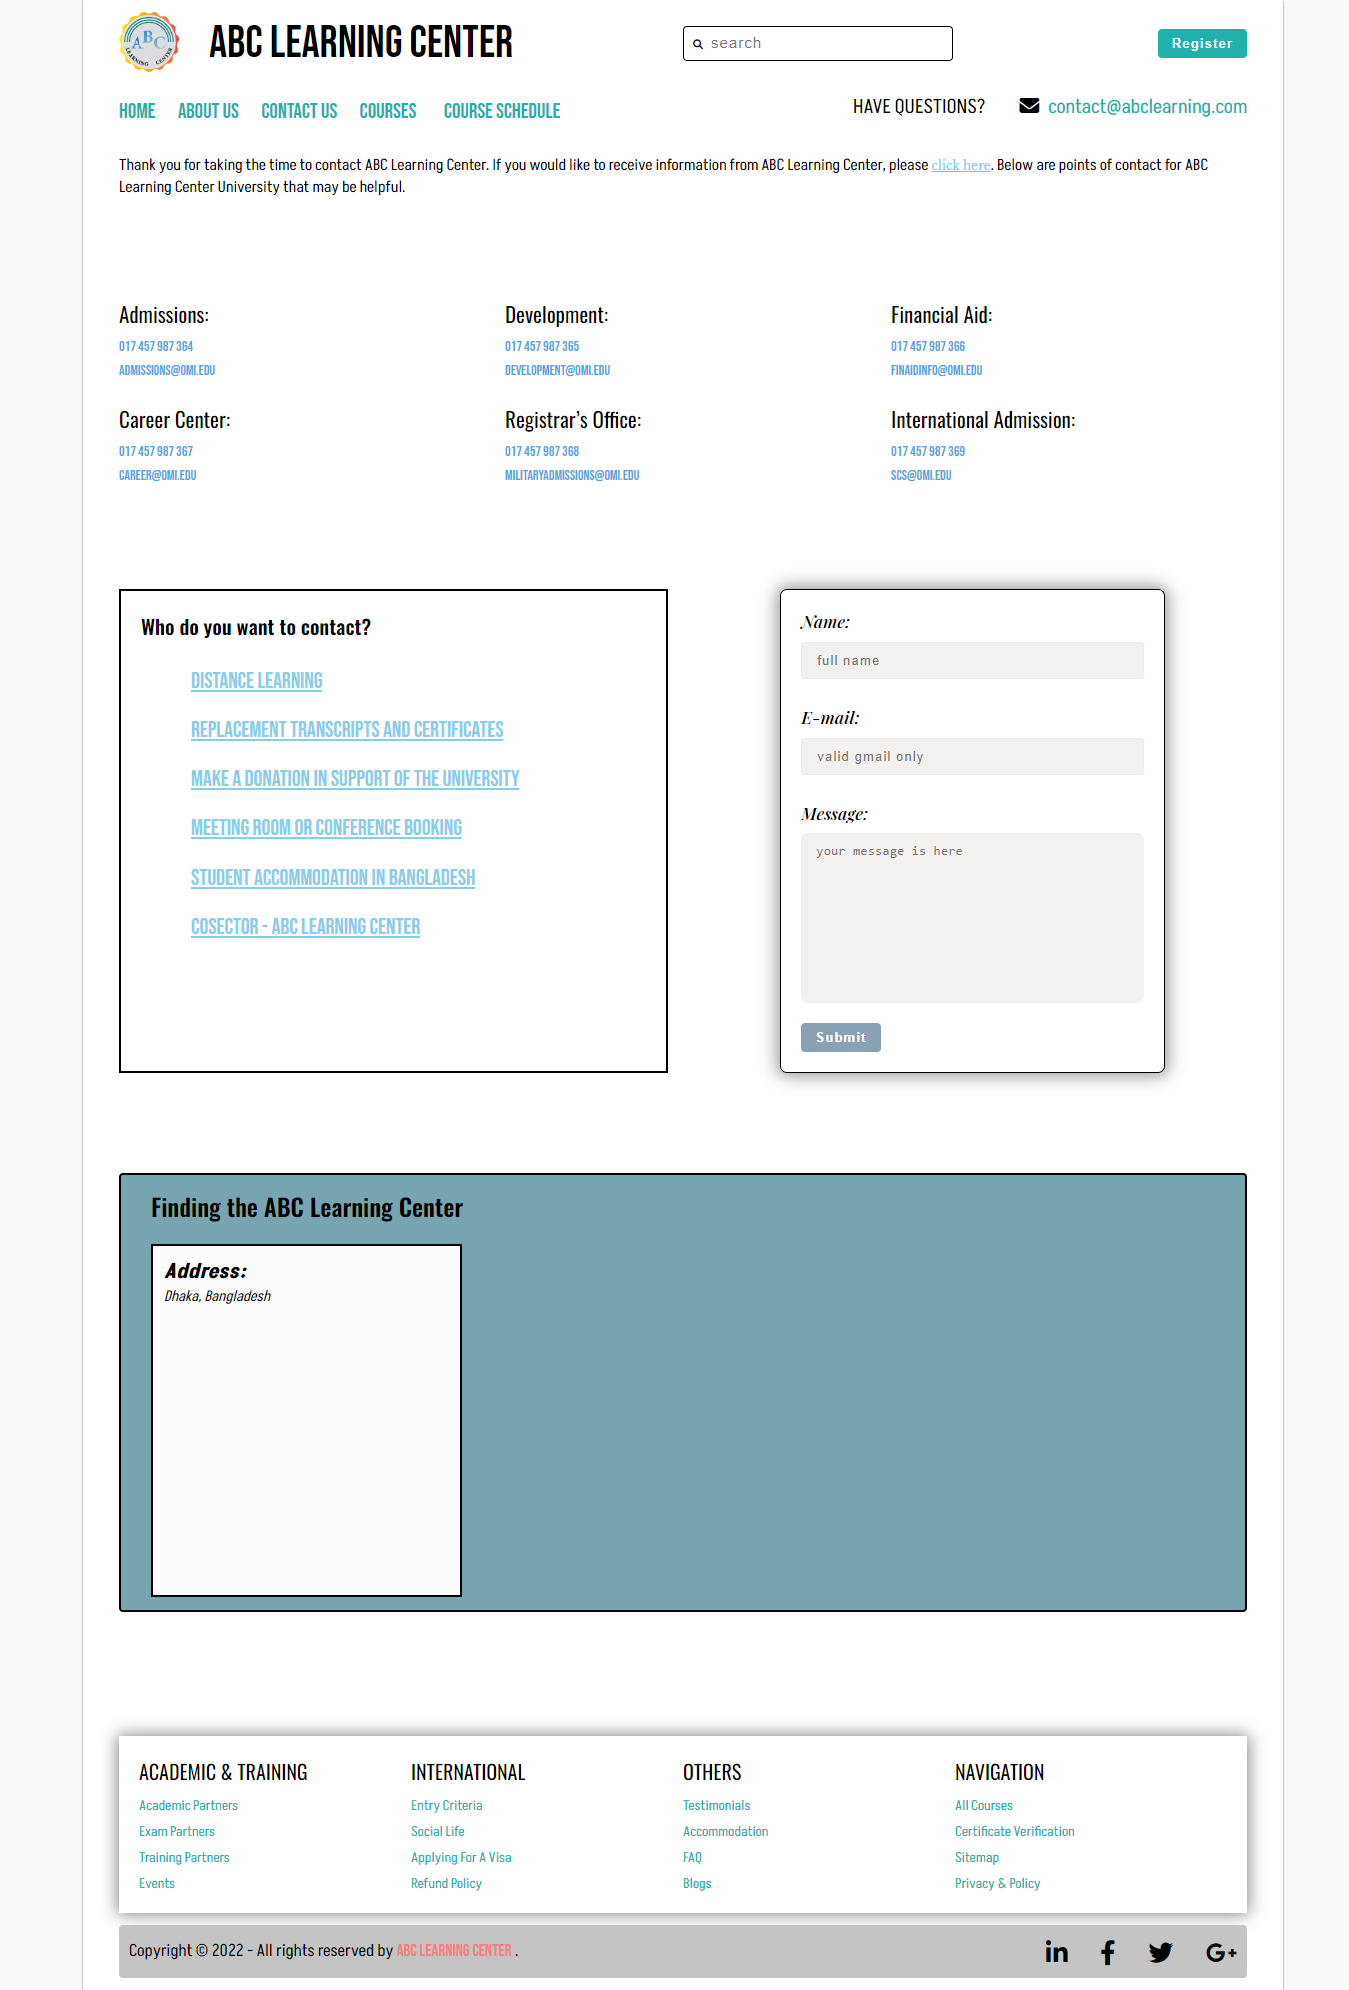 ABC
LEARNING CENTER
ABC LEARNING CENTER
search
Register
HOME ABOUT US CONTACT US COURSES COURSE SCHEDULE
HAVE QUESTIONS? contact@abclearning.com
Thank you for taking the time to contact ABC Learning Center. If you would like to receive information from ABC Learning Center, please click here. Below are points of contact for ABC
Learning Center University that may be helpful.
Admissions:
017 457 987 364
ADMISSIONS@OMI.EDU
Development:
017 457 987 365
DEVELOPMENT@OMI.EDU
Financial Aid:
017 457 987 366
FINAIDINFO@OMI.EDU
Career Center:
017 457 987 367
CAREER@OMI.EDU
Registrar’s Office:
017 457 987 368
MILITARYADMISSIONS@OMI.EDU
International Admission:
017 457 987 369
SCS@OMI.EDU
Who do you want to contact?
DISTANCE LEARNING
REPLACEMENT TRANSCRIPTS AND CERTIFICATES
MAKE A DONATION IN SUPPORT OF THE UNIVERSITY
MEETING ROOM OR CONFERENCE BOOKING
STUDENT ACCOMMODATION IN BANGLADESH
COSECTOR - ABC LEARNING CENTER
Name:
full name
E-mail:
valid gmail only
Message:
your message is here
Submit
Finding the ABC Learning Center
Address:
Dhaka, Bangladesh
ACADEMIC & TRAINING
Academic Partners
Exam Partners
Training Partners
Events
INTERNATIONAL
Entry Criteria
Social Life
Applying For A Visa
Refund Policy
OTHERS
Testimonials
Accommodation
FAQ
Blogs
NAVIGATION
All Courses
Certificate Verification
Sitemap
Privacy & Policy
Copyright © 2022 - All rights reserved by ABC LEARNING CENTER .